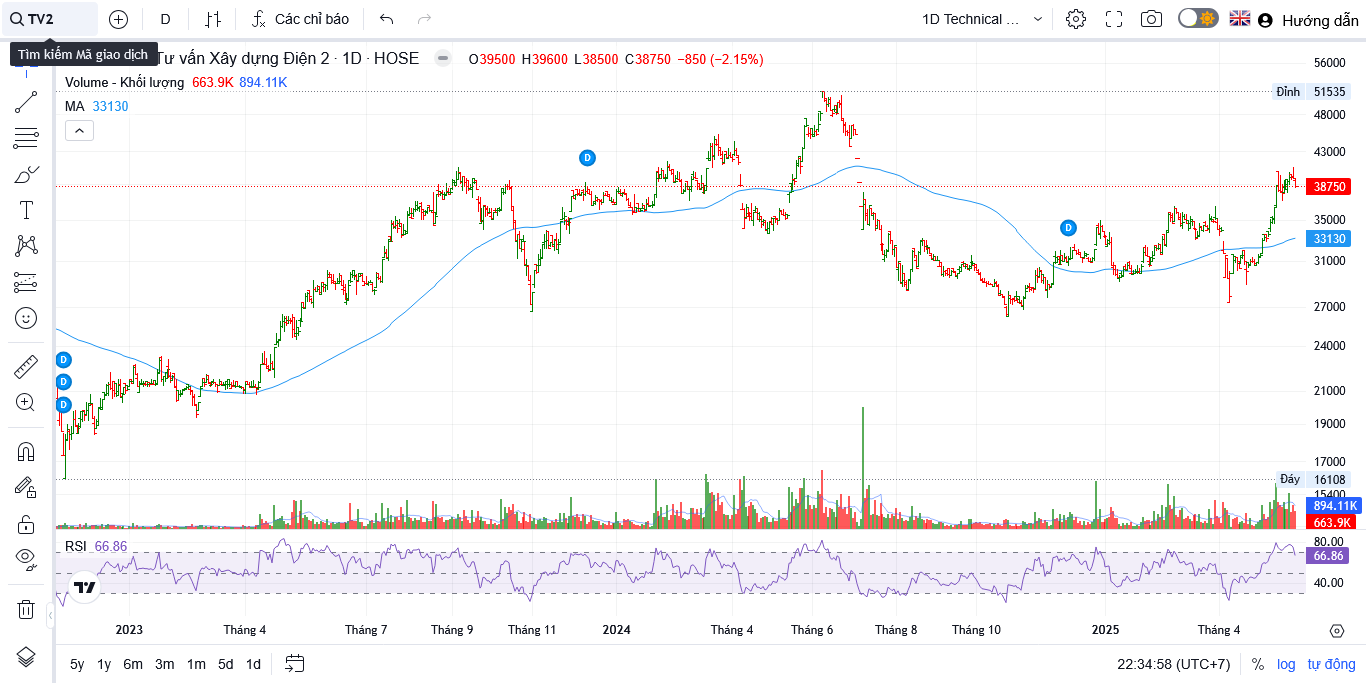 TV2
D
Các chỉ báo
1D Technical ...
Hướng dẫn
Tìm kiếm Mã giao dịch
Tư vấn Xây dựng Điện 2 · 1D · HOSE
O39500 H39600 L38500 C38750 −850 (−2.15%)
Volume - Khối lượng 663.9K 894.11K
MA 33130
56000
Đỉnh 51535
48000
43000
38750
35000
33130
31000
27000
24000
21000
19000
17000
Đáy 16108
15400
894.11K
663.9K
D
D
D
D
D
RSI 66.86
80.00
66.86
40.00
2023 Tháng 4 Tháng 7 Tháng 9 Tháng 11 2024 Tháng 4 Tháng 6 Tháng 8 Tháng 10 2025 Tháng 4
5y 1y 6m 3m 1m 5d 1d
22:34:58 (UTC+7) % log tự động